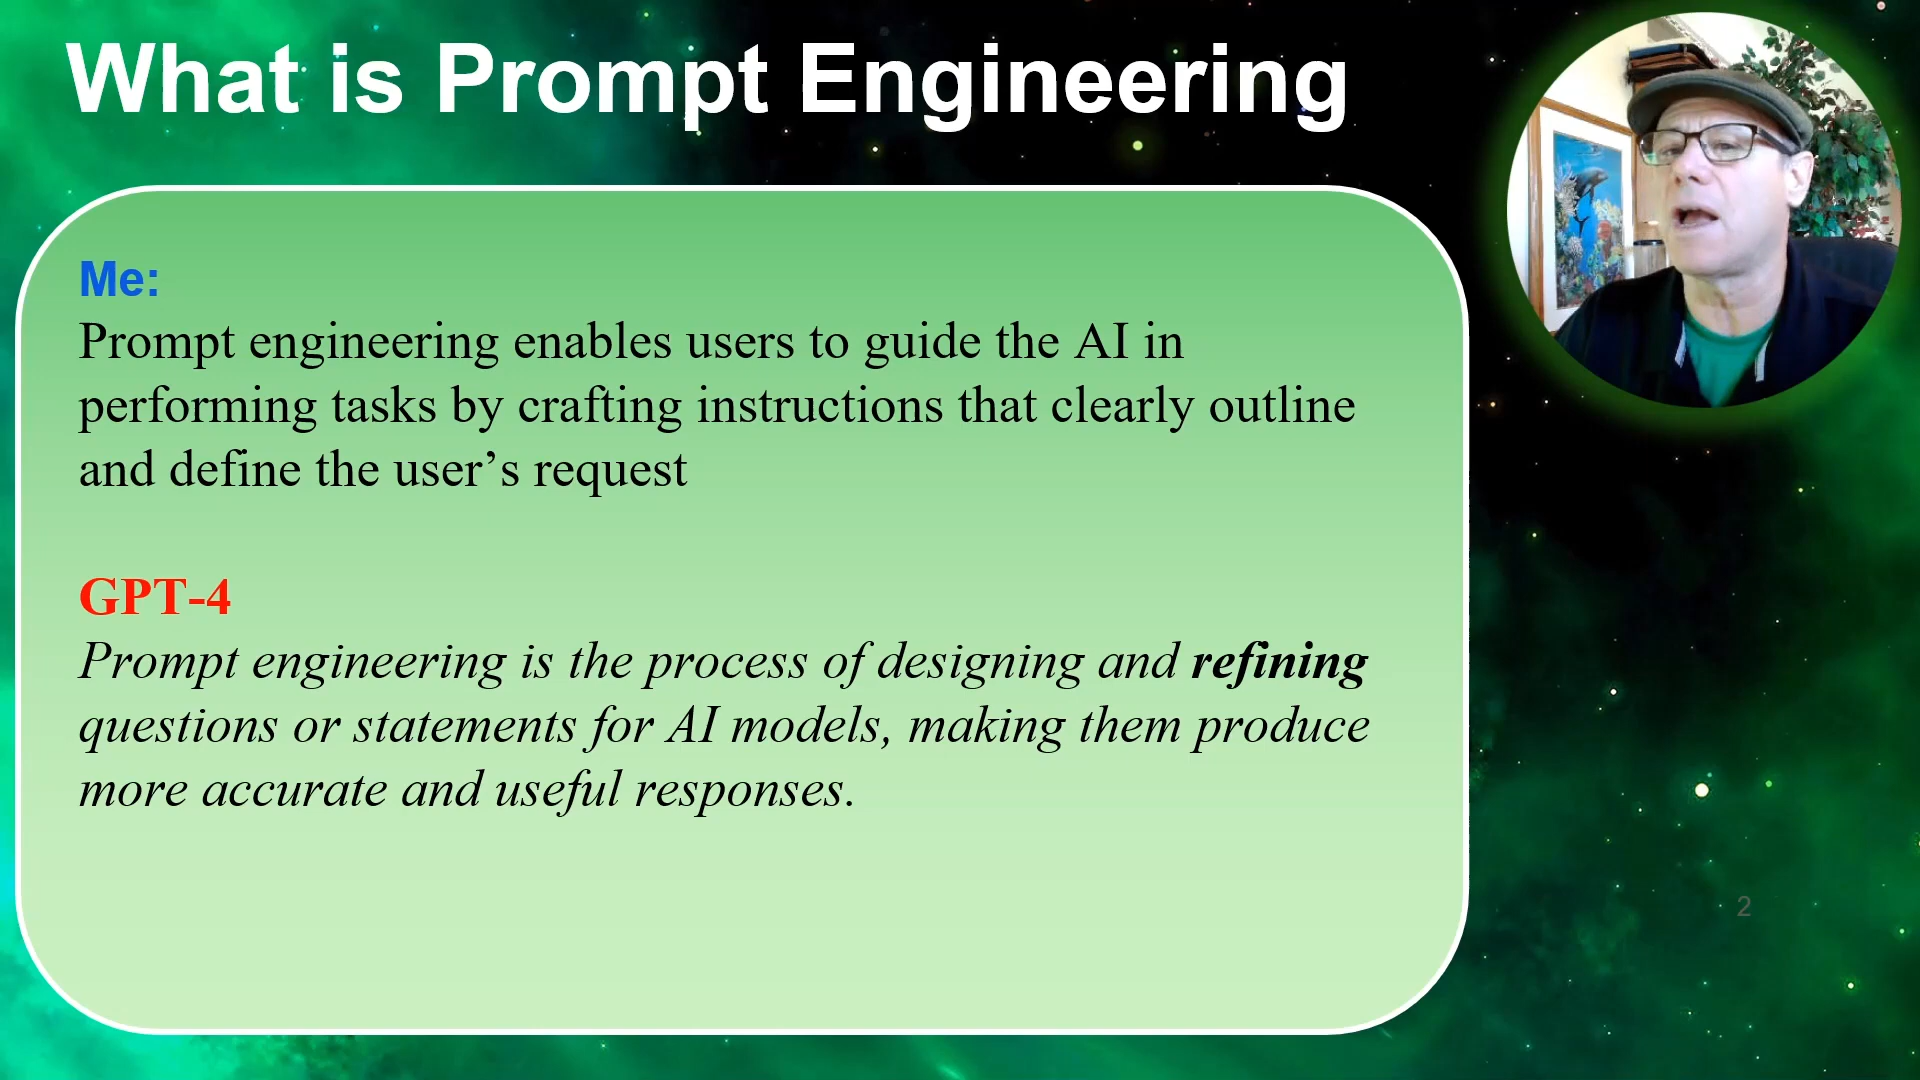 What is Prompt Engineering
Me:
Prompt engineering enables users to guide the AI in
performing tasks by crafting instructions that clearly outline
and define the user’s request
GPT-4
Prompt engineering is the process of designing and refining
questions or statements for AI models, making them produce
more accurate and useful responses.
2